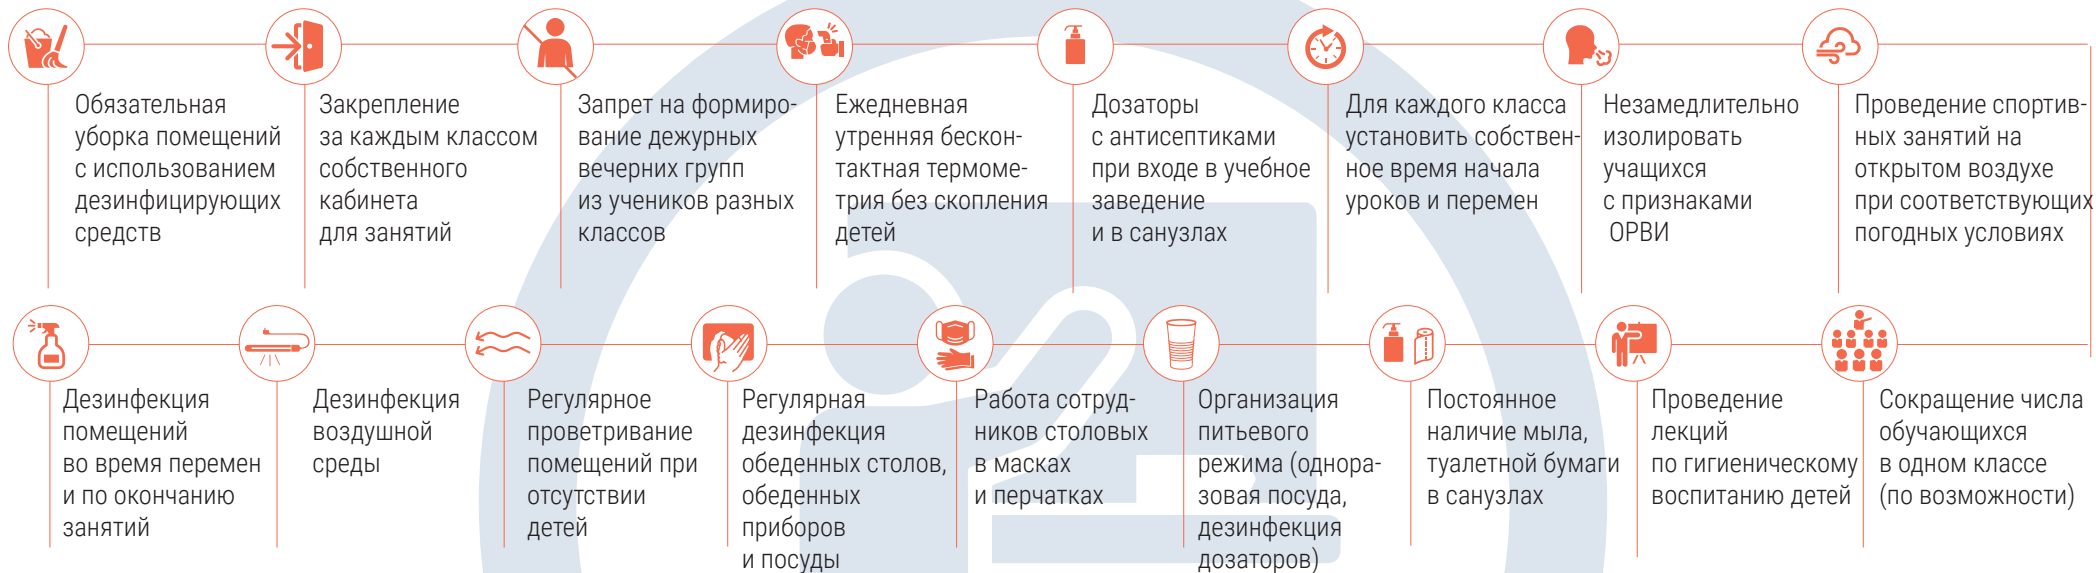 Обязательная
уборка помещений
с использованием
дезинфицирующих
средств
Закрепление
за каждым классом
собственного
кабинета
для занятий
Запрет на формиро-
вание дежурных
вечерних групп
из учеников разных
классов
Ежедневная
утренняя бескон-
тактная термоме-
трия без скопления
детей
Дозаторы
с антисептиками
при входе в учебное
заведение
и в санузлах
Для каждого класса
установить собствен-
ное время начала
уроков и перемен
Незамедлительно
изолировать
учащихся
с признаками
ОРВИ
Проведение спортив-
ных занятий на
открытом воздухе
при соответствующих
погодных условиях
Дезинфекция
помещений
во время перемен
и по окончанию
занятий
Дезинфекция
воздушной
среды
Регулярное
проветривание
помещений при
отсутствии
детей
Регулярная
дезинфекция
обеденных столов,
обеденных
приборов
и посуды
Работа сотруд-
ников столовых
в масках
и перчатках
Организация
питьевого
режима (однора-
зовая посуда,
дезинфекция
дозаторов)
Постоянное
наличие мыла,
туалетной бумаги
в санузлах
Проведение
лекций
по гигиеническому
воспитанию детей
Сокращение числа
обучающихся
в одном классе
(по возможности)